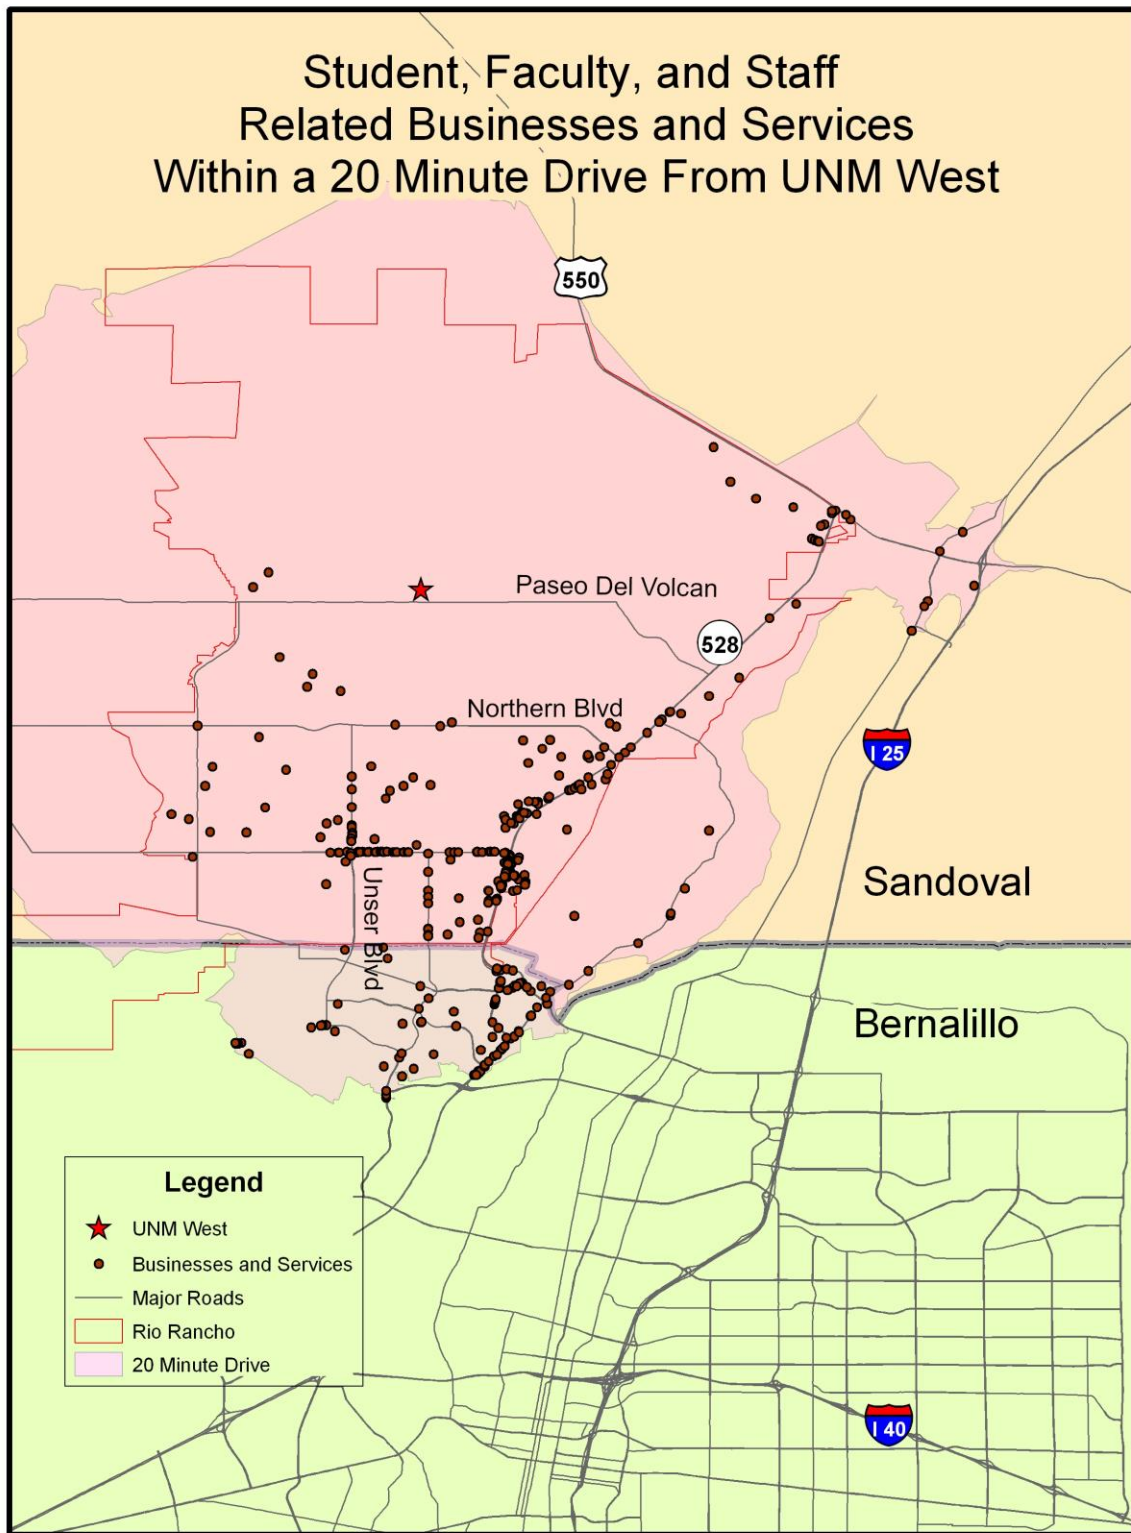 Student, Faculty, and Staff
Related Businesses and Services
Within a 20 Minute Drive From UNM West
550
Paseo Del Volcan
528
Northern Blvd
I 25
Unser Blvd
Sandoval
Bernalillo
Legend
UNM West
Businesses and Services
Major Roads
Rio Rancho
20 Minute Drive
I 40